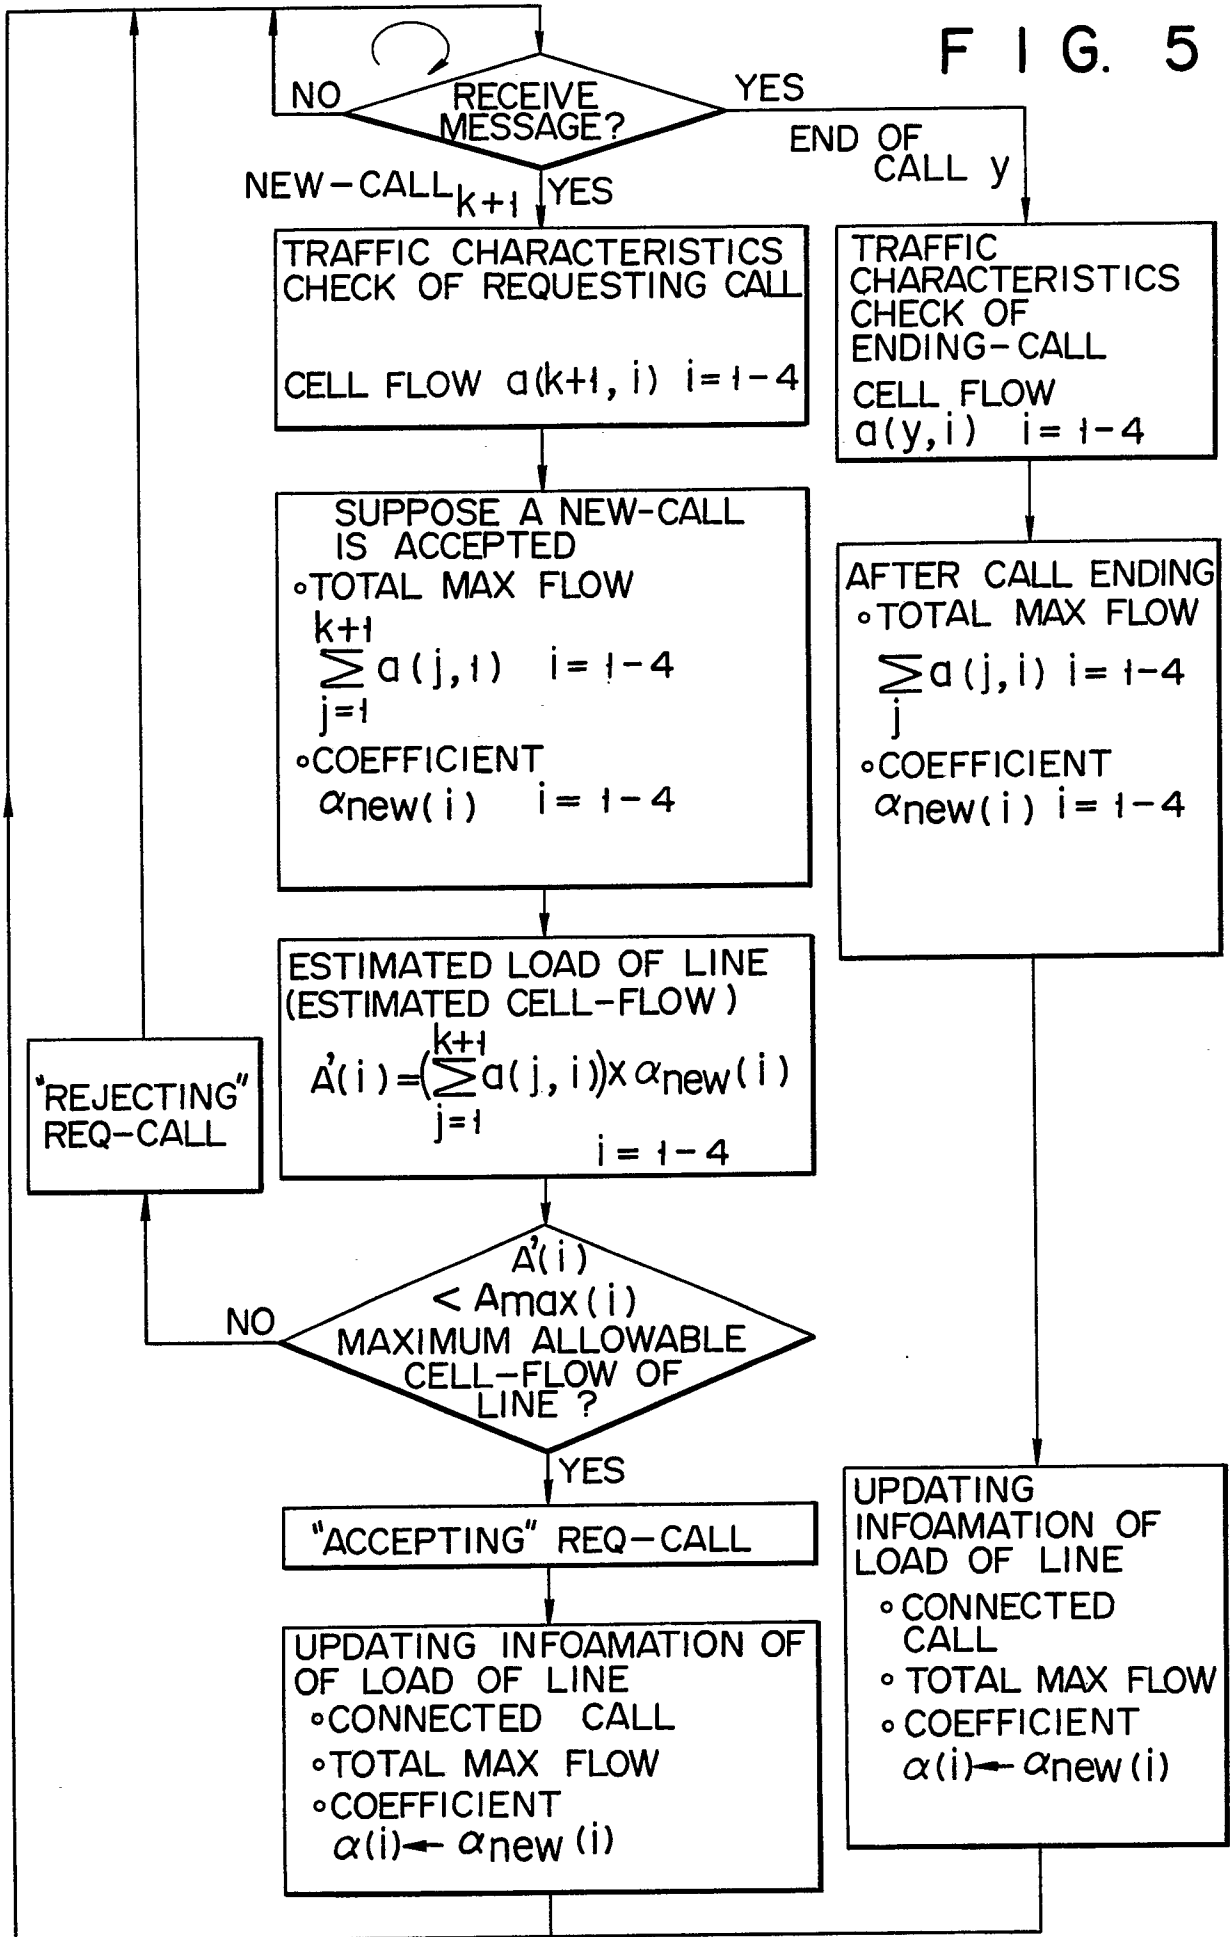 F I G. 5
NO
RECEIVE
MESSAGE?
YES
END OF
CALL y
NEW-CALL k+1
YES
TRAFFIC CHARACTERISTICS
CHECK OF REQUESTING CALL
CELL FLOW a(k+1, i) i=1-4
TRAFFIC
CHARACTERISTICS
CHECK OF
ENDING-CALL
CELL FLOW
a(y,i) i=1-4
SUPPOSE A NEW-CALL
IS ACCEPTED
∘TOTAL MAX FLOW
k+1
∑ a(j,1) i=1-4
j=1
∘COEFFICIENT
αnew(i) i=1-4
AFTER CALL ENDING
∘TOTAL MAX FLOW
∑a(j,i) i=1-4
j
∘COEFFICIENT
αnew(i) i=1-4
ESTIMATED LOAD OF LINE
(ESTIMATED CELL-FLOW)
k+1
A'(i)=(∑a(j,i))xαnew(i)
j=1
i=1-4
"REJECTING"
REQ-CALL
A'(i)
< Amax(i)
MAXIMUM ALLOWABLE
CELL-FLOW OF
LINE ?
NO
YES
"ACCEPTING" REQ-CALL
UPDATING INFOAMATION OF
OF LOAD OF LINE
∘CONNECTED CALL
∘TOTAL MAX FLOW
∘COEFFICIENT
α(i)← αnew(i)
UPDATING
INFOAMATION OF
LOAD OF LINE
∘CONNECTED
CALL
∘TOTAL MAX FLOW
∘COEFFICIENT
α(i)← αnew(i)